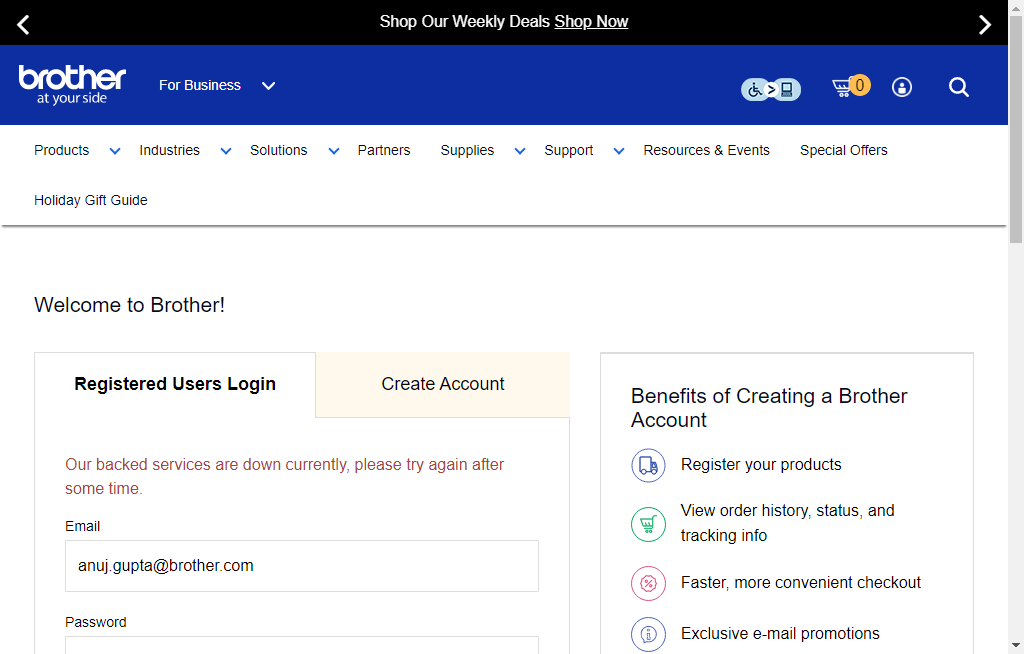 Shop Our Weekly Deals Shop Now
brother
at your side
For Business
0
Products Industries Solutions Partners Supplies Support Resources & Events Special Offers
Holiday Gift Guide
Welcome to Brother!
Registered Users Login
Create Account
Our backed services are down currently, please try again after
some time.
Email
anuj.gupta@brother.com
Password
Benefits of Creating a Brother
Account
Register your products
View order history, status, and
tracking info
Faster, more convenient checkout
Exclusive e-mail promotions